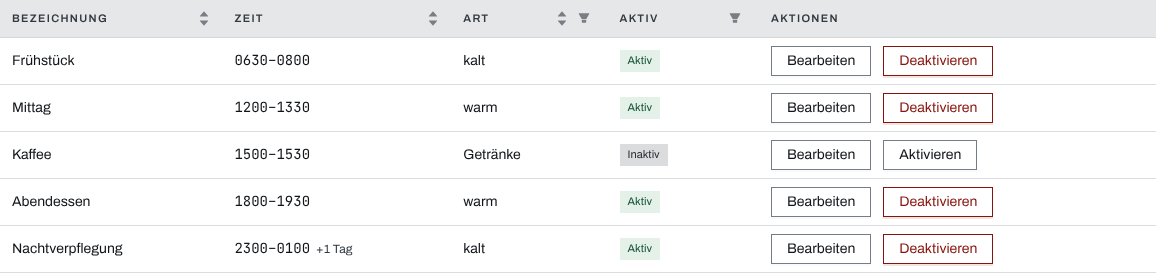 BEZEICHNUNG ZEIT ART AKTIV AKTIONEN
Frühstück 0630–0800 kalt Aktiv Bearbeiten Deaktivieren
Mittag 1200–1330 warm Aktiv Bearbeiten Deaktivieren
Kaffee 1500–1530 Getränke Inaktiv Bearbeiten Aktivieren
Abendessen 1800–1930 warm Aktiv Bearbeiten Deaktivieren
Nachtverpflegung 2300–0100 +1 Tag kalt Aktiv Bearbeiten Deaktivieren